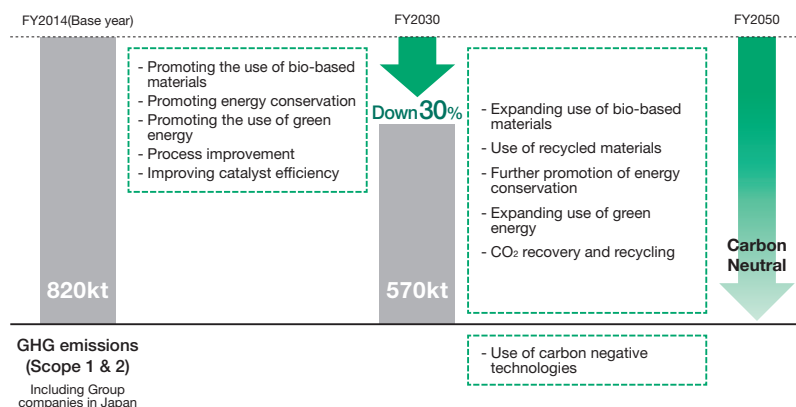 FY2014(Base year)
FY2030
FY2050
- Promoting the use of bio-based
materials
- Promoting energy conservation
- Promoting the use of green
energy
- Process improvement
- Improving catalyst efficiency
Down30%
- Expanding use of bio-based
materials
- Use of recycled materials
- Further promotion of energy
conservation
- Expanding use of green
energy
- CO₂ recovery and recycling
Carbon
Neutral
820kt
570kt
GHG emissions
(Scope 1 & 2)
Including Group
companies in Japan
- Use of carbon negative
technologies